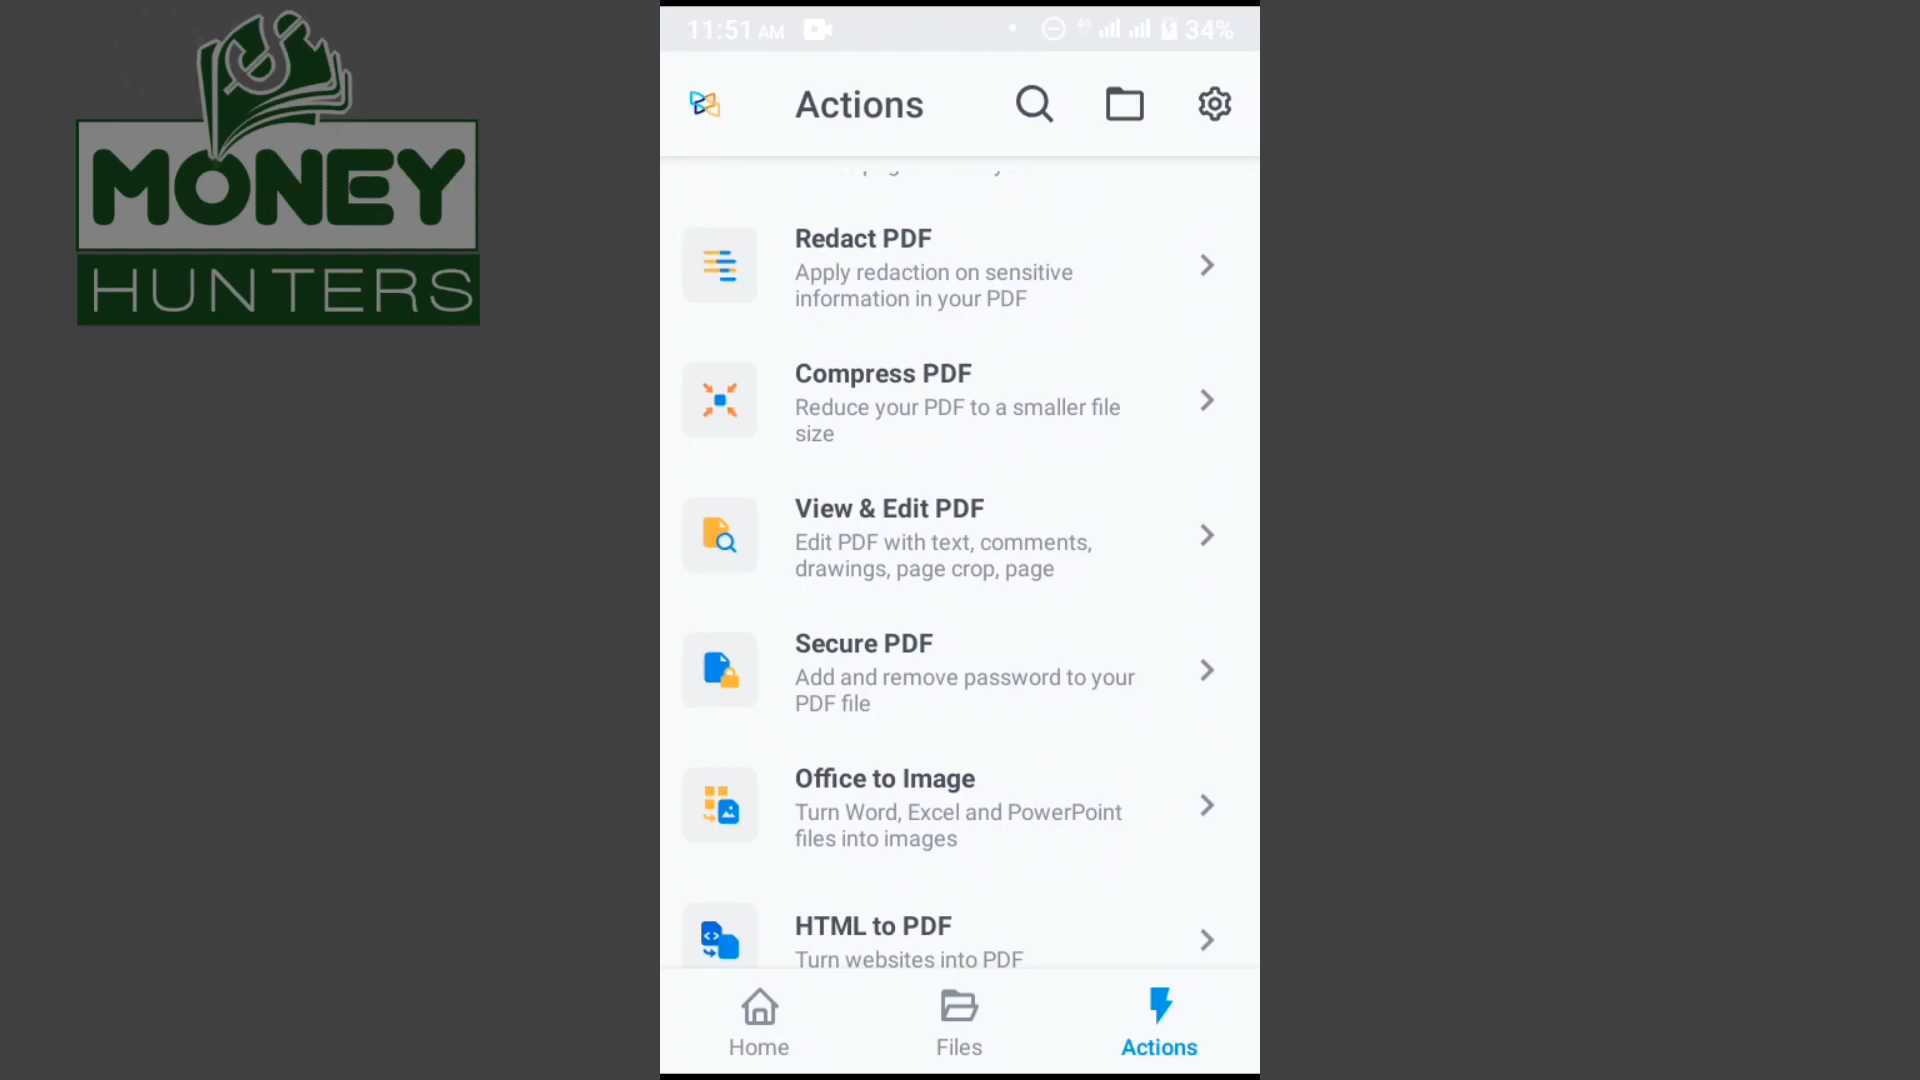 MONEY
HUNTERS
11:51 AM
4G
34%
Actions
Redact PDF
Apply redaction on sensitive
information in your PDF
Compress PDF
Reduce your PDF to a smaller file
size
View & Edit PDF
Edit PDF with text, comments,
drawings, page crop, page
Secure PDF
Add and remove password to your
PDF file
Office to Image
Turn Word, Excel and PowerPoint
files into images
HTML to PDF
Turn websites into PDF
Home
Files
Actions